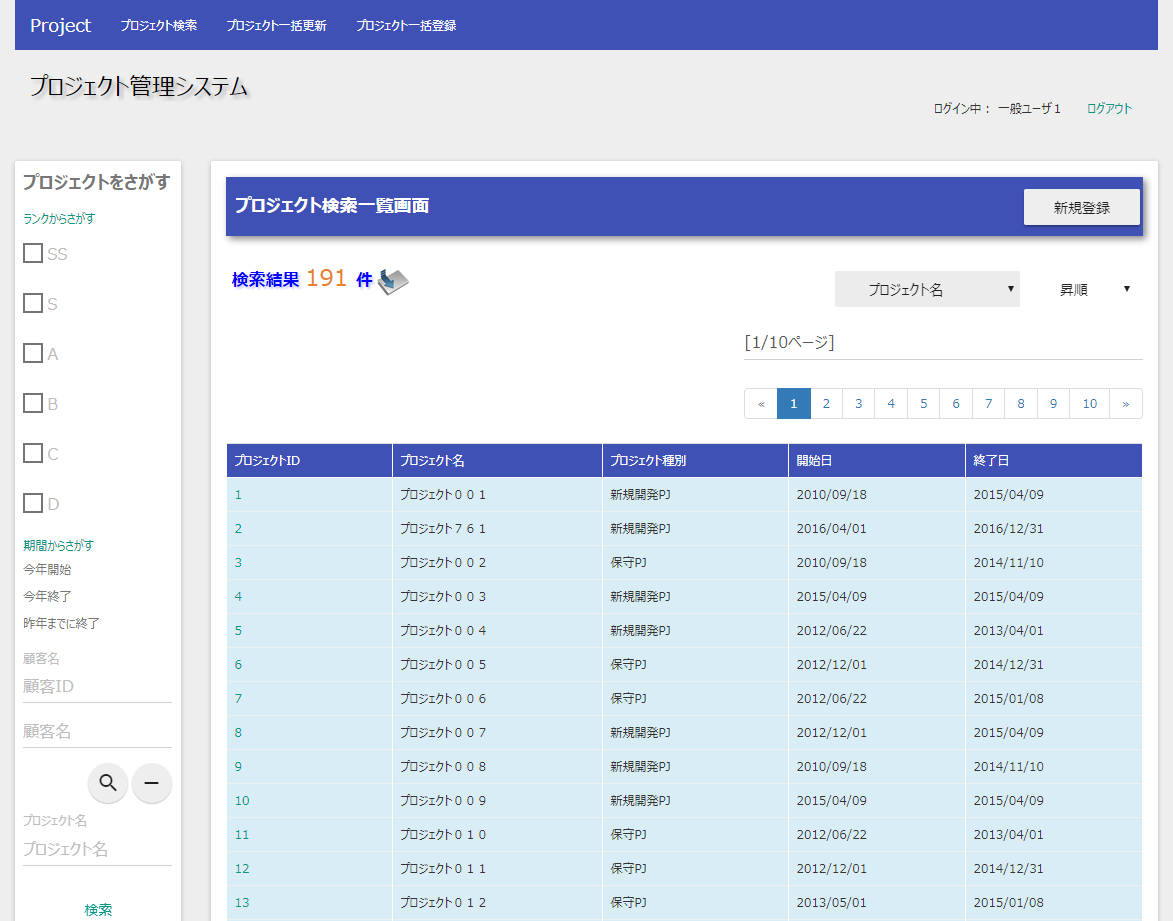 Project プロジェクト検索 プロジェクト一括更新 プロジェクト一括登録
プロジェクト管理システム
ログイン中： 一般ユーザ１ ログアウト
プロジェクトをさがす
ランクからさがす
SS
S
A
B
C
D
期間からさがす
今年開始
今年終了
昨年までに終了
顧客名
顧客ID
顧客名
プロジェクト名
プロジェクト名
検索
プロジェクト検索一覧画面 新規登録
検索結果 191 件
プロジェクト名 ▼ 昇順 ▼
[1/10ページ]
« 1 2 3 4 5 6 7 8 9 10 »
プロジェクトID プロジェクト名 プロジェクト種別 開始日 終了日
1 プロジェクト００１ 新規開発PJ 2010/09/18 2015/04/09
2 プロジェクト７６１ 新規開発PJ 2016/04/01 2016/12/31
3 プロジェクト００２ 保守PJ 2010/09/18 2014/11/10
4 プロジェクト００３ 新規開発PJ 2015/04/09 2015/04/09
5 プロジェクト００４ 新規開発PJ 2012/06/22 2013/04/01
6 プロジェクト００５ 保守PJ 2012/12/01 2014/12/31
7 プロジェクト００６ 保守PJ 2012/06/22 2015/01/08
8 プロジェクト００７ 新規開発PJ 2012/12/01 2015/04/09
9 プロジェクト００８ 新規開発PJ 2010/09/18 2014/11/10
10 プロジェクト００９ 新規開発PJ 2015/04/09 2015/04/09
11 プロジェクト０１０ 保守PJ 2012/06/22 2013/04/01
12 プロジェクト０１１ 保守PJ 2012/12/01 2014/12/31
13 プロジェクト０１２ 保守PJ 2013/05/01 2015/01/08